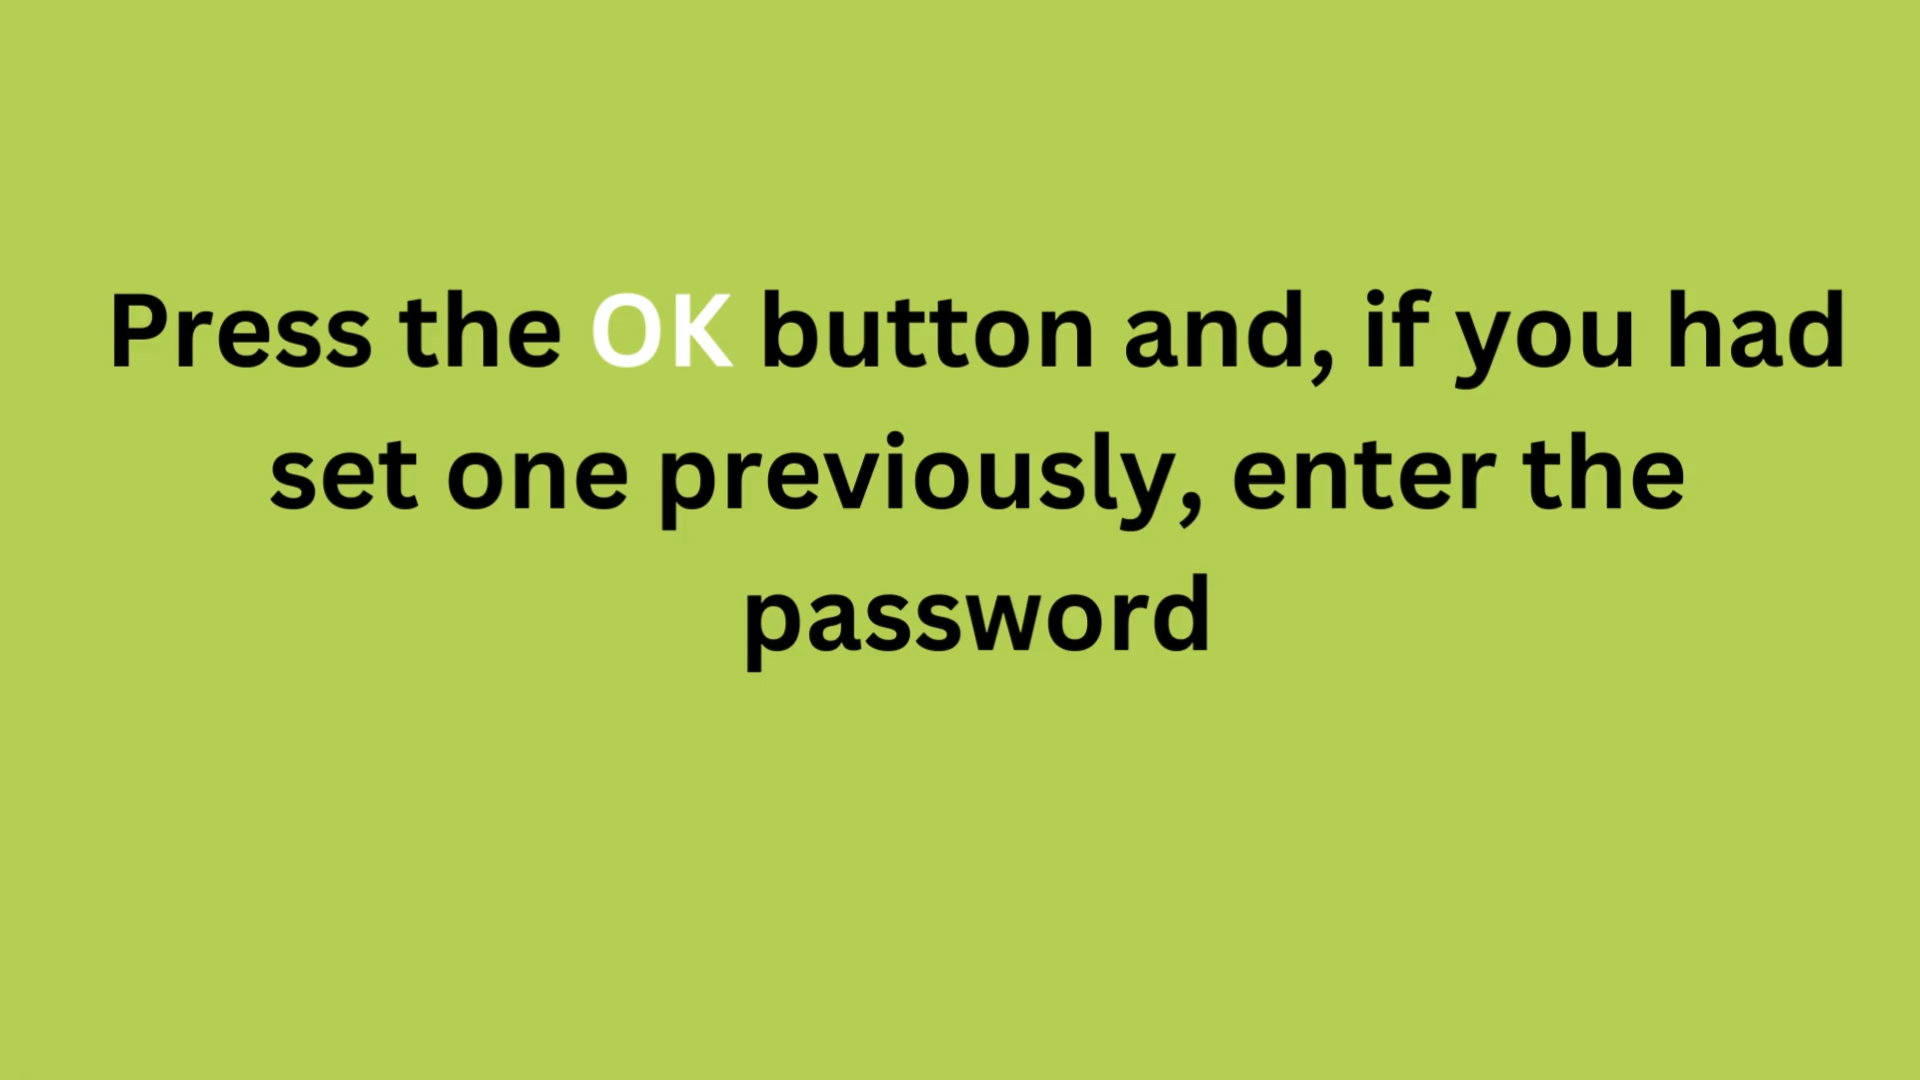 Press the OK button and, if you had
set one previously, enter the
password